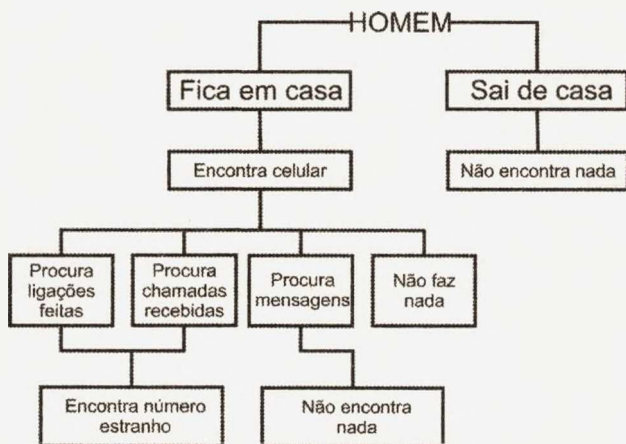 HOMEM
Fica em casa
Sai de casa
Encontra celular
Não encontra nada
Procura
ligações
feitas
Procura
chamadas
recebidas
Procura
mensagens
Não faz
nada
Encontra número
estranho
Não encontra
nada